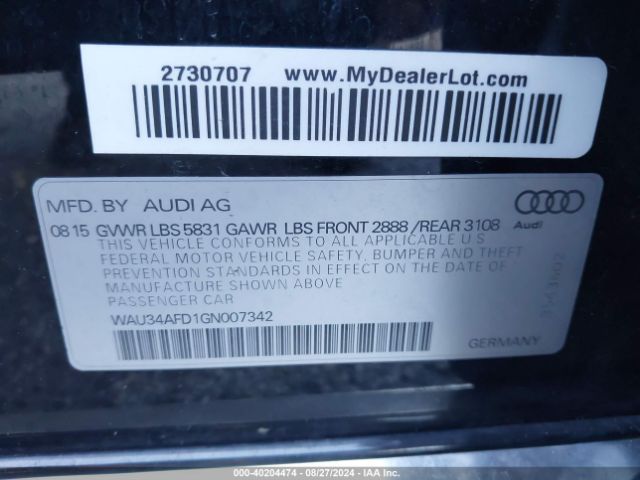 2730707 www.MyDealerLot.com
MFD. BY AUDI AG
Audi
08 15 GVWR LBS 5831 GAWR LBS FRONT 2888 /REAR 3108
THIS VEHICLE CONFORMS TO ALL APPLICABLE U S
FEDERAL MOTOR VEHICLE SAFETY, BUMPER AND THEFT
PREVENTION STANDARDS IN EFFECT ON THE DATE OF
MANUFACTURE SHOWN ABOVE
PASSENGER CAR
WAU34AFD1GN007342
GERMANY
000-40204474 - 08/27/2024 - IAA Inc.